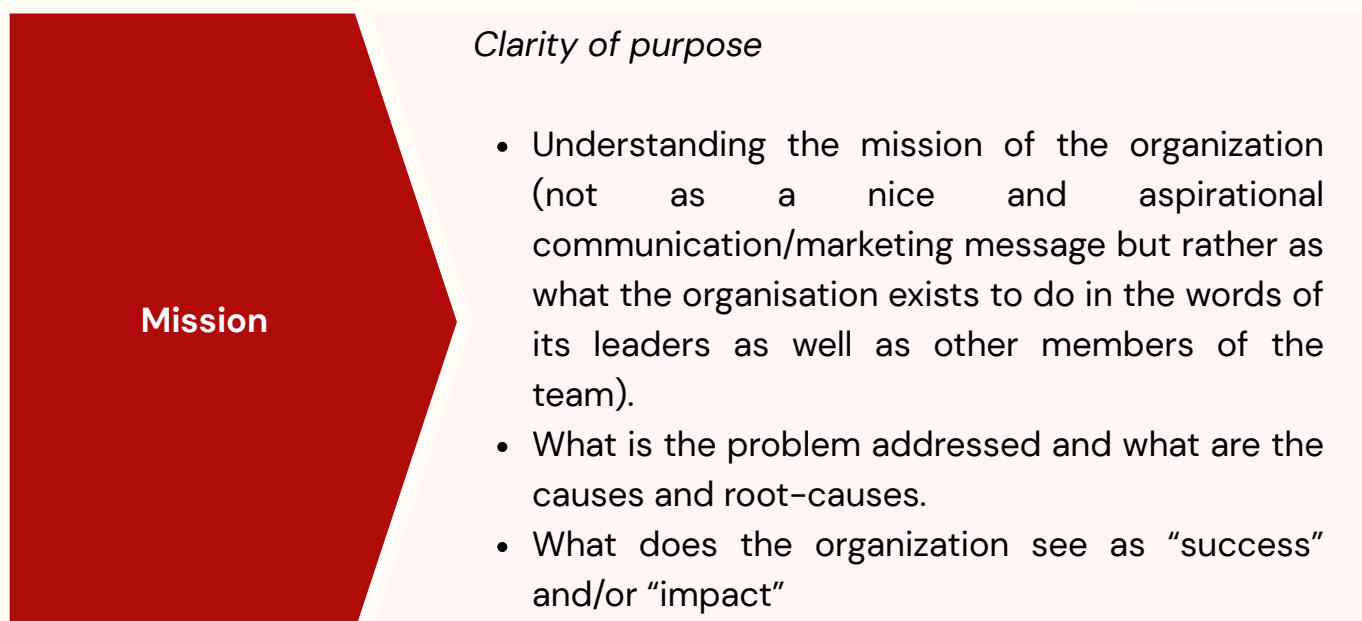 Clarity of purpose
Mission
• Understanding the mission of the organization
(not as a nice and aspirational
communication/marketing message but rather as
what the organisation exists to do in the words of
its leaders as well as other members of the
team).
• What is the problem addressed and what are the
causes and root-causes.
• What does the organization see as “success”
and/or “impact”